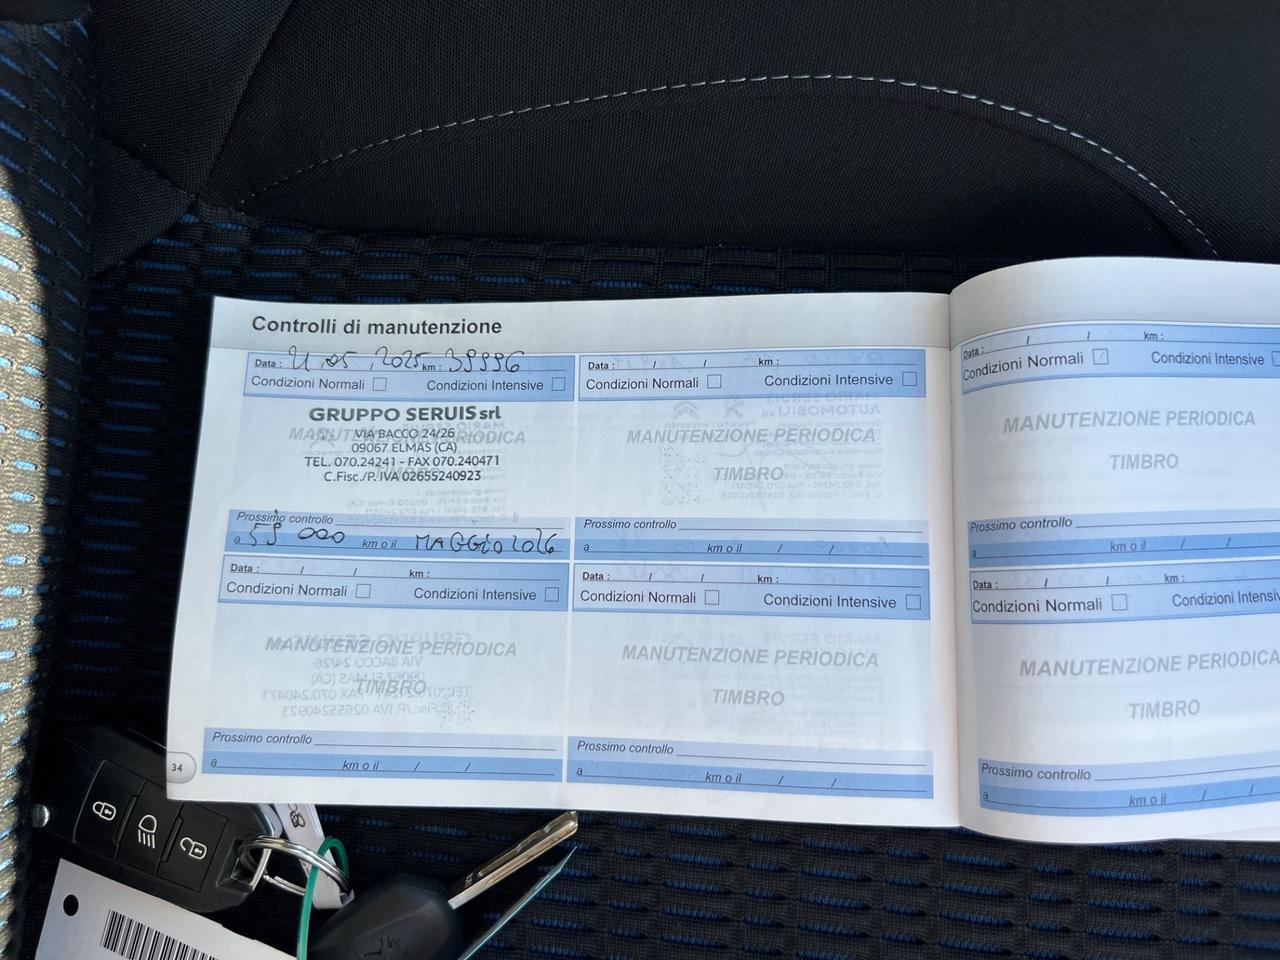 Controlli di manutenzione
Data : 21 05 , 2025 km : 39996
Condizioni Normali Condizioni Intensive
GRUPPO SERUIS srl
MANUTENZIONE PERIODICA
VIA BACCO 24/26
09067 ELMAS (CA)
TEL. 070.24241 - FAX 070.240471
C.Fisc./P. IVA 02655240923
Prossimo controllo
a 59 000 km o il MAGGIO 2026
Data : / / km :
Condizioni Normali Condizioni Intensive
MANUTENZIONE PERIODICA
TIMBRO
Prossimo controllo
a km o il / /
Data : / / km :
Condizioni Normali Condizioni Intensive
MANUTENZIONE PERIODICA
TIMBRO
Prossimo controllo
a km o il / /
Data : / / km :
Condizioni Normali Condizioni Intensive
MANUTENZIONE PERIODICA
TIMBRO
Prossimo controllo
a km o il / /
34
Data : / / km :
Condizioni Normali Condizioni Intensive
MANUTENZIONE PERIODICA
TIMBRO
Prossimo controllo
a km o il / /
Data : / / km :
Condizioni Normali Condizioni
MANUTENZIONE PERIODICA
TIMBRO
Prossimo controllo
a km o il / /